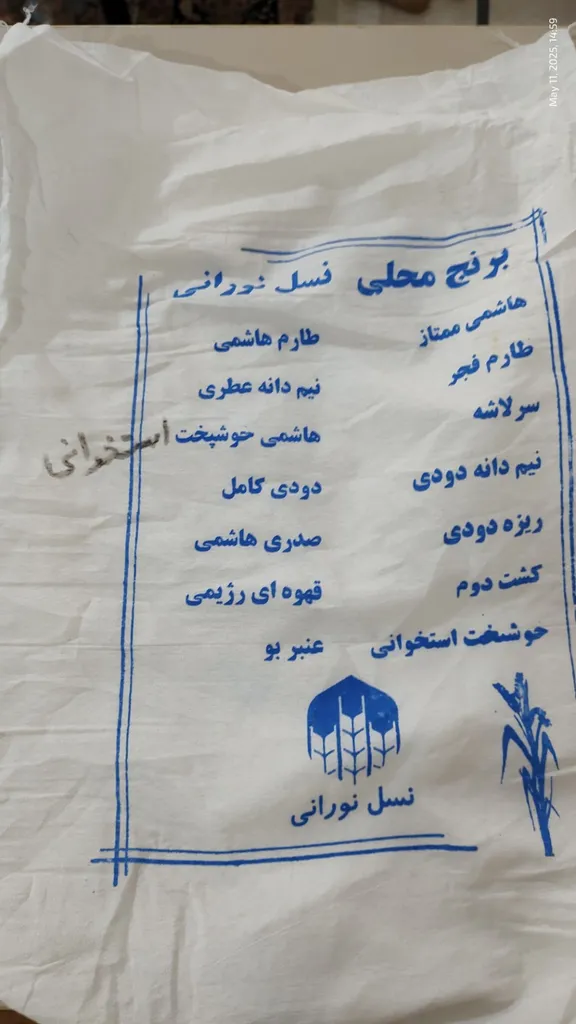 May 11, 2025, 14:59
برنج محلی نسل نورانی
هاشمی ممتاز
طارم فجر
سرلاشه
نیم دانه دودی
ریزه دودی
کشت دوم
خوشپخت استخوانی
طارم هاشمی
نیم دانه عطری
هاشمی خوشپخت استخوانی
دودی کامل
صدری هاشمی
قهوه ای رژیمی
عنبر بو
نسل نورانی